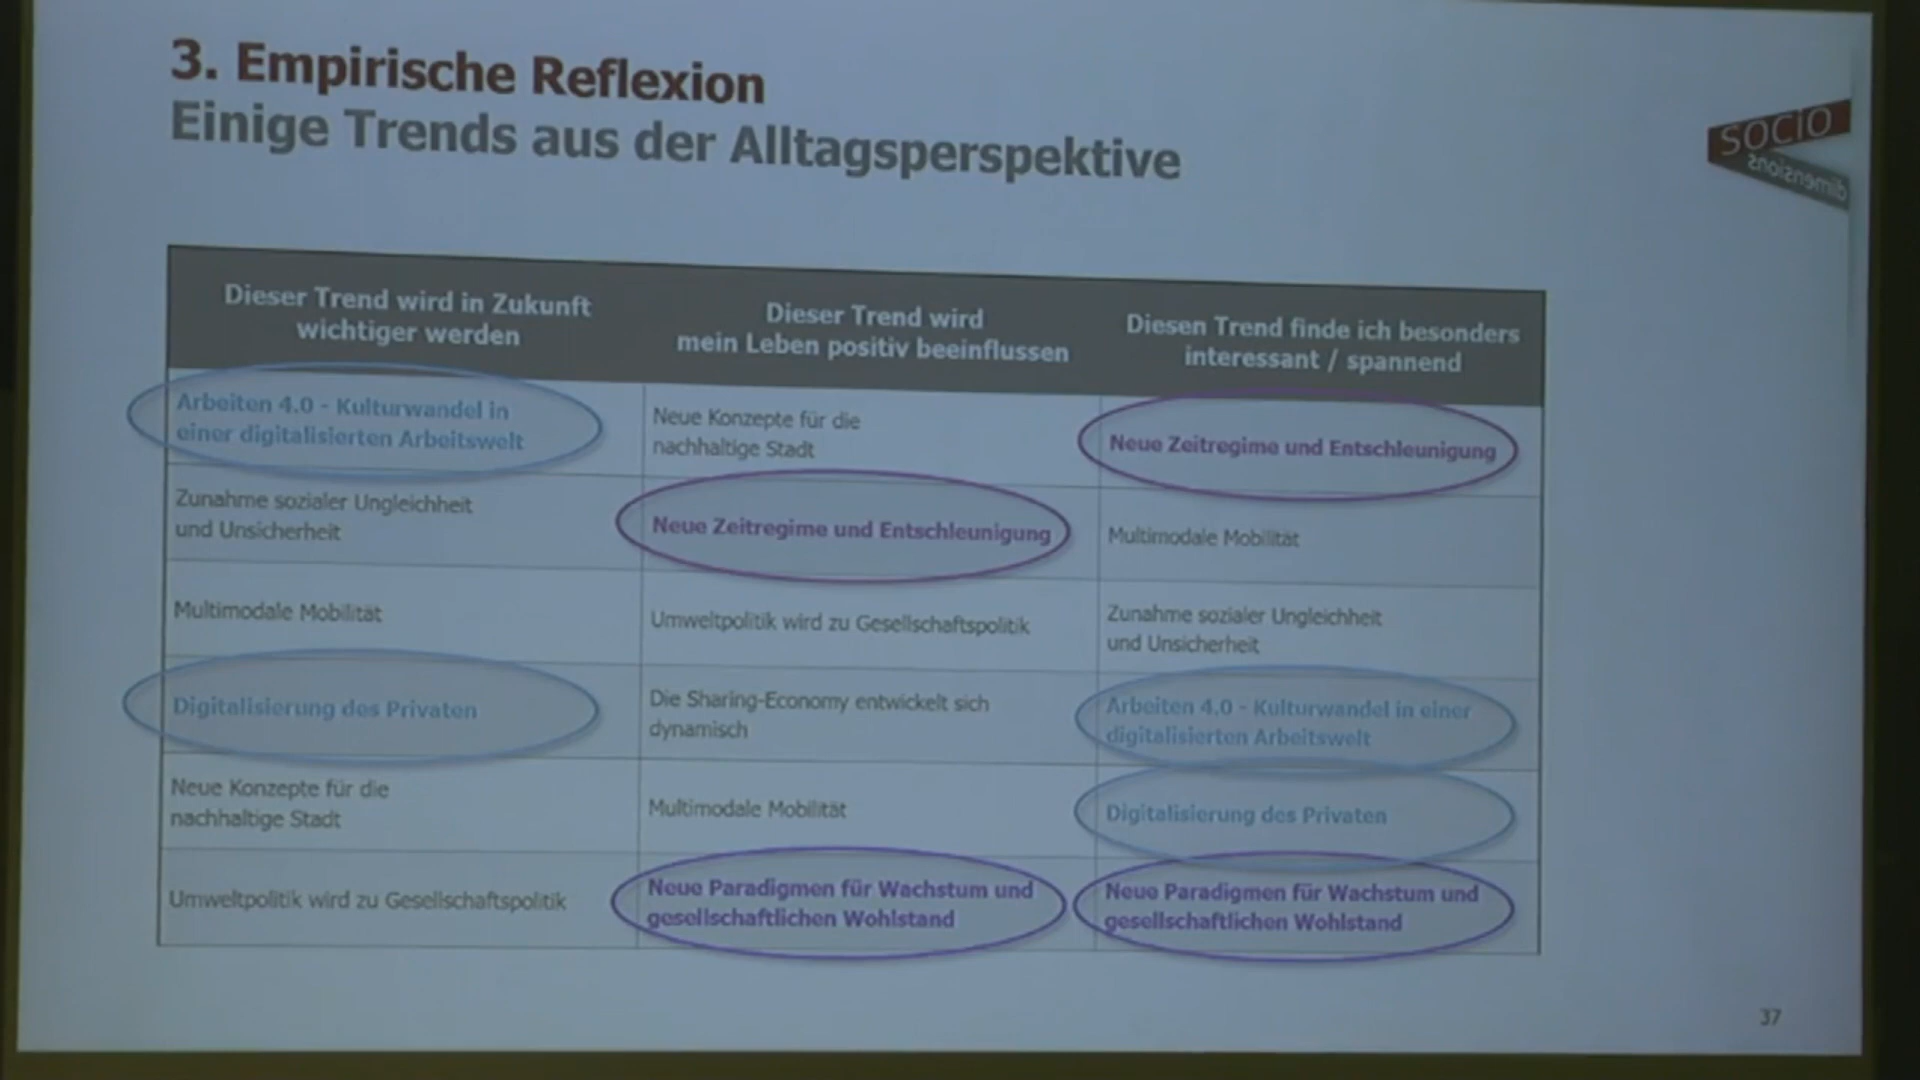 3. Empirische Reflexion
Einige Trends aus der Alltagsperspektive
SOCiO
dimensions
Dieser Trend wird in Zukunft
wichtiger werden
Dieser Trend wird
mein Leben positiv beeinflussen
Diesen Trend finde ich besonders
interessant / spannend
Arbeiten 4.0 - Kulturwandel in
einer digitalisierten Arbeitswelt
Neue Konzepte für die
nachhaltige Stadt
Neue Zeitregime und Entschleunigung
Zunahme sozialer Ungleichheit
und Unsicherheit
Neue Zeitregime und Entschleunigung
Multimodale Mobilität
Multimodale Mobilität
Umweltpolitik wird zu Gesellschaftspolitik
Zunahme sozialer Ungleichheit
und Unsicherheit
Digitalisierung des Privaten
Die Sharing-Economy entwickelt sich
dynamisch
Arbeiten 4.0 - Kulturwandel in einer
digitalisierten Arbeitswelt
Neue Konzepte für die
nachhaltige Stadt
Multimodale Mobilität
Digitalisierung des Privaten
Umweltpolitik wird zu Gesellschaftspolitik
Neue Paradigmen für Wachstum und
gesellschaftlichen Wohlstand
Neue Paradigmen für Wachstum und
gesellschaftlichen Wohlstand
37